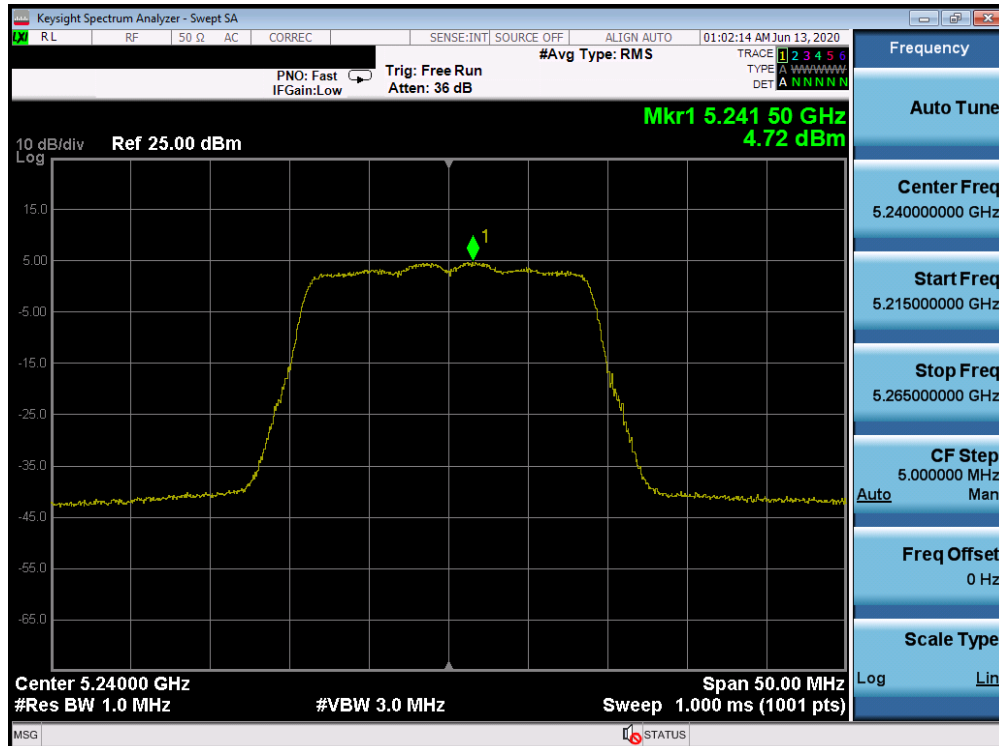 Keysight Spectrum Analyzer - Swept SA
LXI RL RF 50 Ω AC CORREC SENSE:INT SOURCE OFF ALIGN AUTO 01:02:14 AM Jun 13, 2020
#Avg Type: RMS TRACE 1 2 3 4 5 6
PNO: Fast Trig: Free Run TYPE A WWWWW
IFGain:Low Atten: 36 dB DET A N N N N N
Mkr1 5.241 50 GHz
4.72 dBm
10 dB/div Ref 25.00 dBm
Log
15.0
1
5.00
-5.00
-15.0
-25.0
-35.0
-45.0
-55.0
-65.0
Center 5.24000 GHz Span 50.00 MHz
#Res BW 1.0 MHz #VBW 3.0 MHz Sweep 1.000 ms (1001 pts)
MSG STATUS
Frequency
Auto Tune
Center Freq
5.240000000 GHz
Start Freq
5.215000000 GHz
Stop Freq
5.265000000 GHz
CF Step
5.000000 MHz
Auto Man
Freq Offset
0 Hz
Scale Type
Log Lin